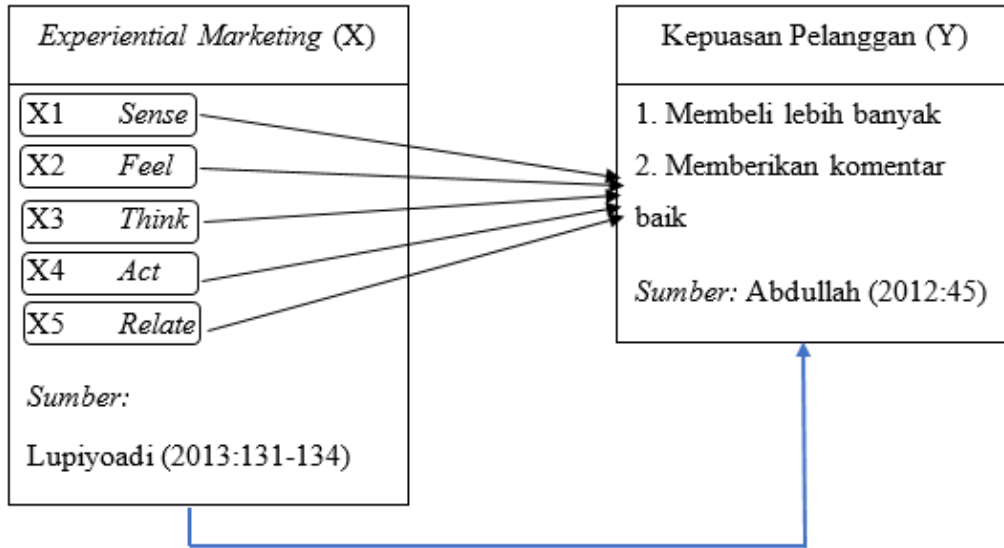 Experiential Marketing (X)
X1 Sense
X2 Feel
X3 Think
X4 Act
X5 Relate
Sumber:
Lupiyoadi (2013:131-134)
Kepuasan Pelanggan (Y)
1. Membeli lebih banyak
2. Memberikan komentar
baik
Sumber: Abdullah (2012:45)